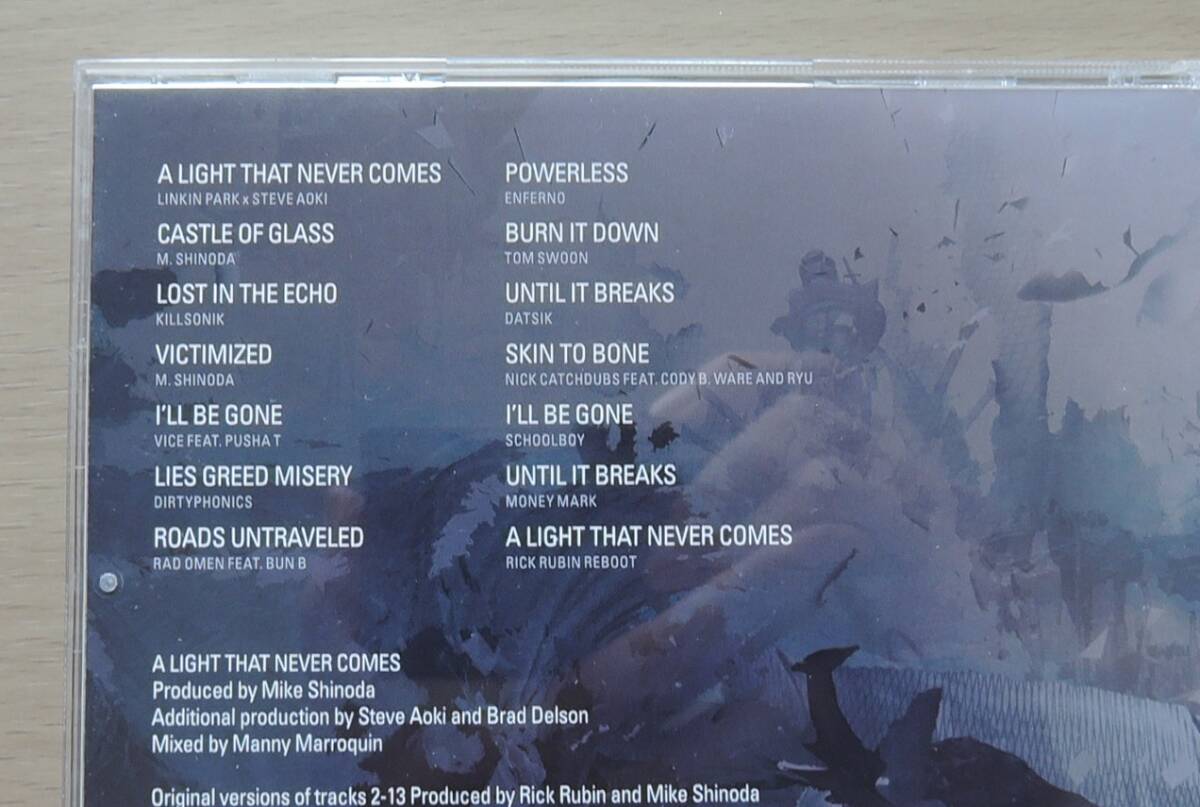 A LIGHT THAT NEVER COMES
LINKIN PARK x STEVE AOKI
CASTLE OF GLASS
M. SHINODA
LOST IN THE ECHO
KILLSONIK
VICTIMIZED
M. SHINODA
I'LL BE GONE
VICE FEAT. PUSHA T
LIES GREED MISERY
DIRTYPHONICS
ROADS UNTRAVELED
RAD OMEN FEAT. BUN B
POWERLESS
ENFERNO
BURN IT DOWN
TOM SWOON
UNTIL IT BREAKS
DATSIK
SKIN TO BONE
NICK CATCHDUBS FEAT. CODY B. WARE AND RYU
I'LL BE GONE
SCHOOLBOY
UNTIL IT BREAKS
MONEY MARK
A LIGHT THAT NEVER COMES
RICK RUBIN REBOOT
A LIGHT THAT NEVER COMES
Produced by Mike Shinoda
Additional production by Steve Aoki and Brad Delson
Mixed by Manny Marroquin
Original versions of tracks 2-13 Produced by Rick Rubin and Mike Shinoda